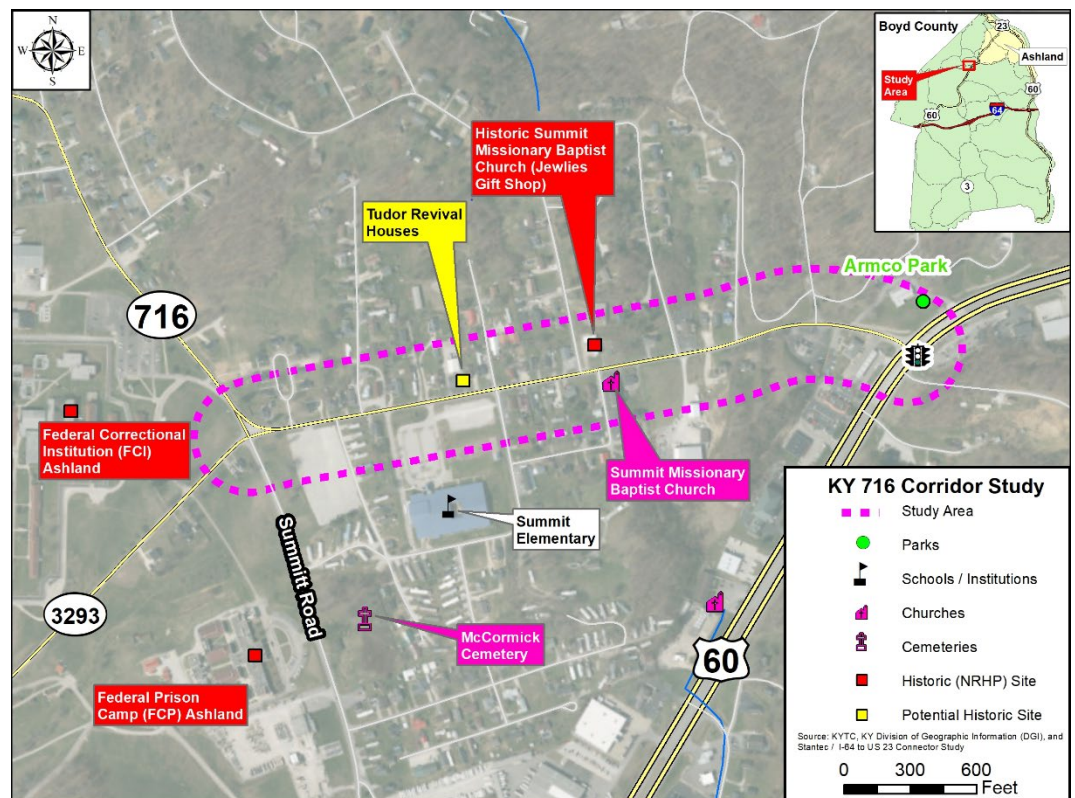 N
W E
S
Boyd County
23
Ashland
Study
Area
60
60
64
3
Historic Summit
Missionary Baptist
Church (Jewlies
Gift Shop)
Tudor Revival
Houses
Armco Park
716
Federal Correctional
Institution (FCI)
Ashland
Summit Missionary
Baptist Church
Summit
Elementary
Summitt Road
3293
McCormick
Cemetery
60
Federal Prison
Camp (FCP) Ashland
KY 716 Corridor Study
Study Area
Parks
Schools / Institutions
Churches
Cemeteries
Historic (NRHP) Site
Potential Historic Site
Source: KYTC, KY Division of Geographic Information (DGI), and
Stantec / I-64 to US 23 Connector Study
0 300 600
Feet